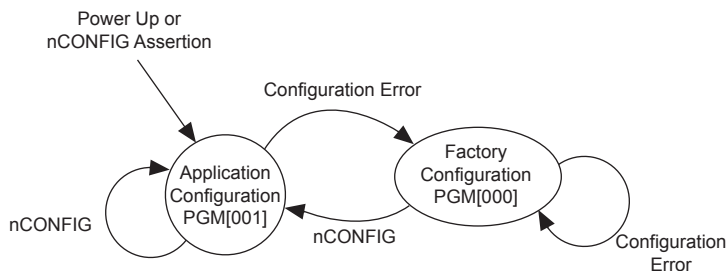 Power Up or
nCONFIG Assertion
Configuration Error
Application
Configuration
PGM[001]
Factory
Configuration
PGM[000]
nCONFIG
nCONFIG
Configuration
Error